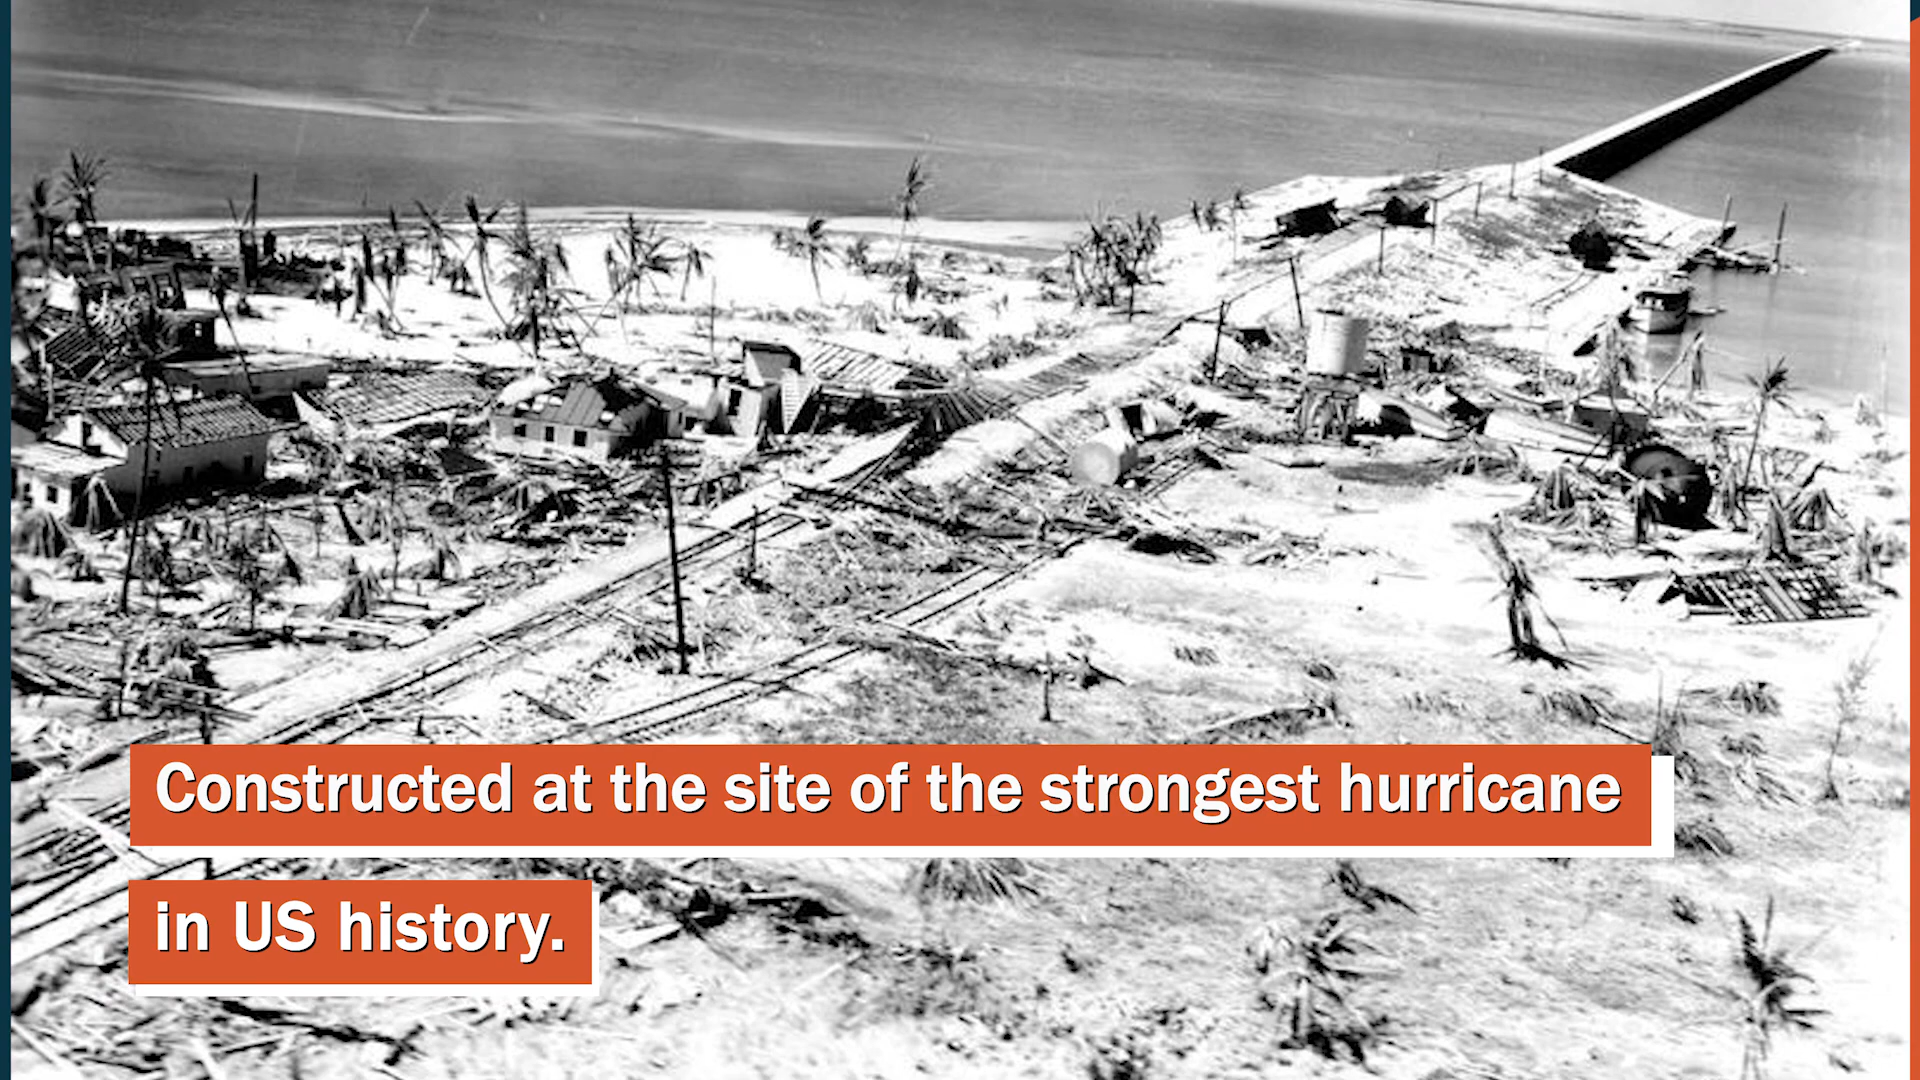 Constructed at the site of the strongest hurricane
in US history.